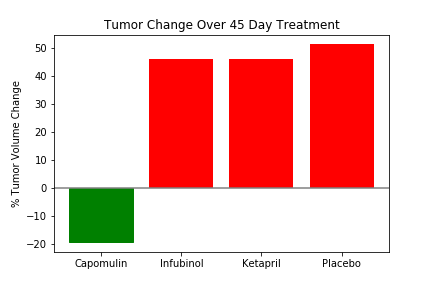 Tumor Change Over 45 Day Treatment
% Tumor Volume Change
50
40
30
20
10
0
−10
−20
Capomulin Infubinol Ketapril Placebo